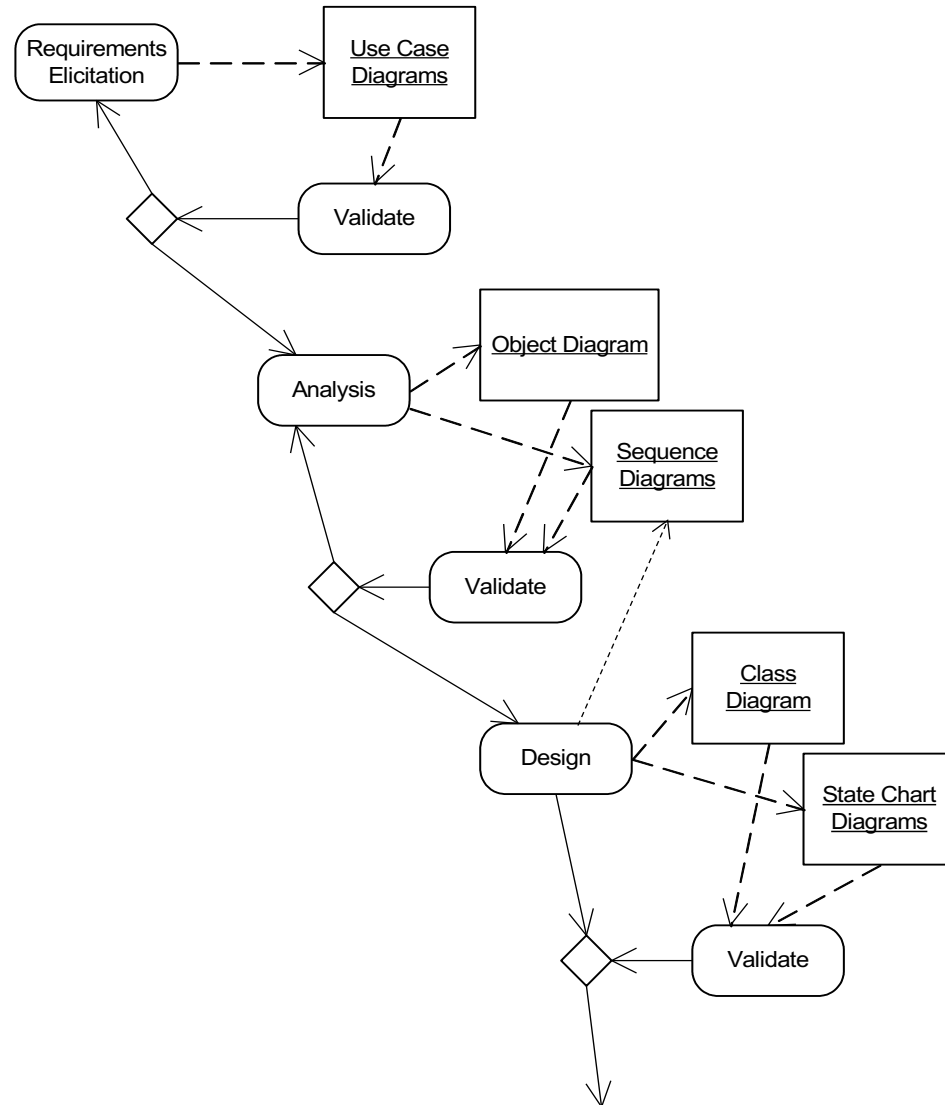 Requirements
Elicitation
Use Case
Diagrams
Validate
Object Diagram
Analysis
Sequence
Diagrams
Validate
Class
Diagram
Design
State Chart
Diagrams
Validate